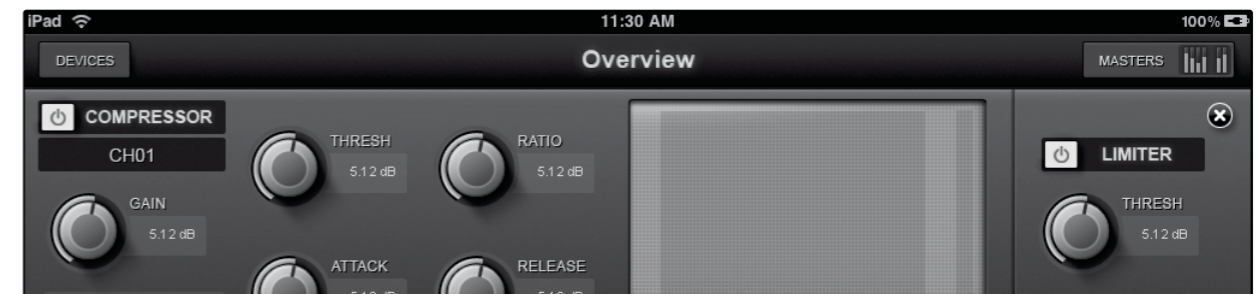 iPad 11:30 AM 100%
DEVICES Overview MASTERS
COMPRESSOR
CH01
GAIN
5.12 dB
THRESH
5.12 dB
RATIO
5.12 dB
ATTACK
RELEASE
LIMITER
THRESH
5.12 dB